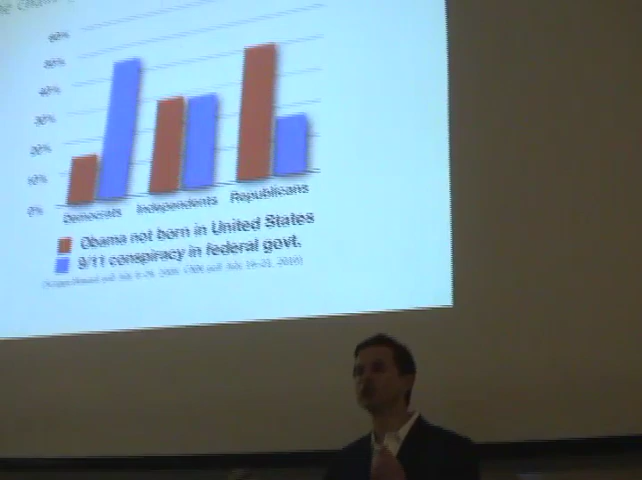 60%
50%
40%
30%
20%
10%
0%
Democrats Independents Republicans
Obama not born in United States
9/11 conspiracy in federal govt.